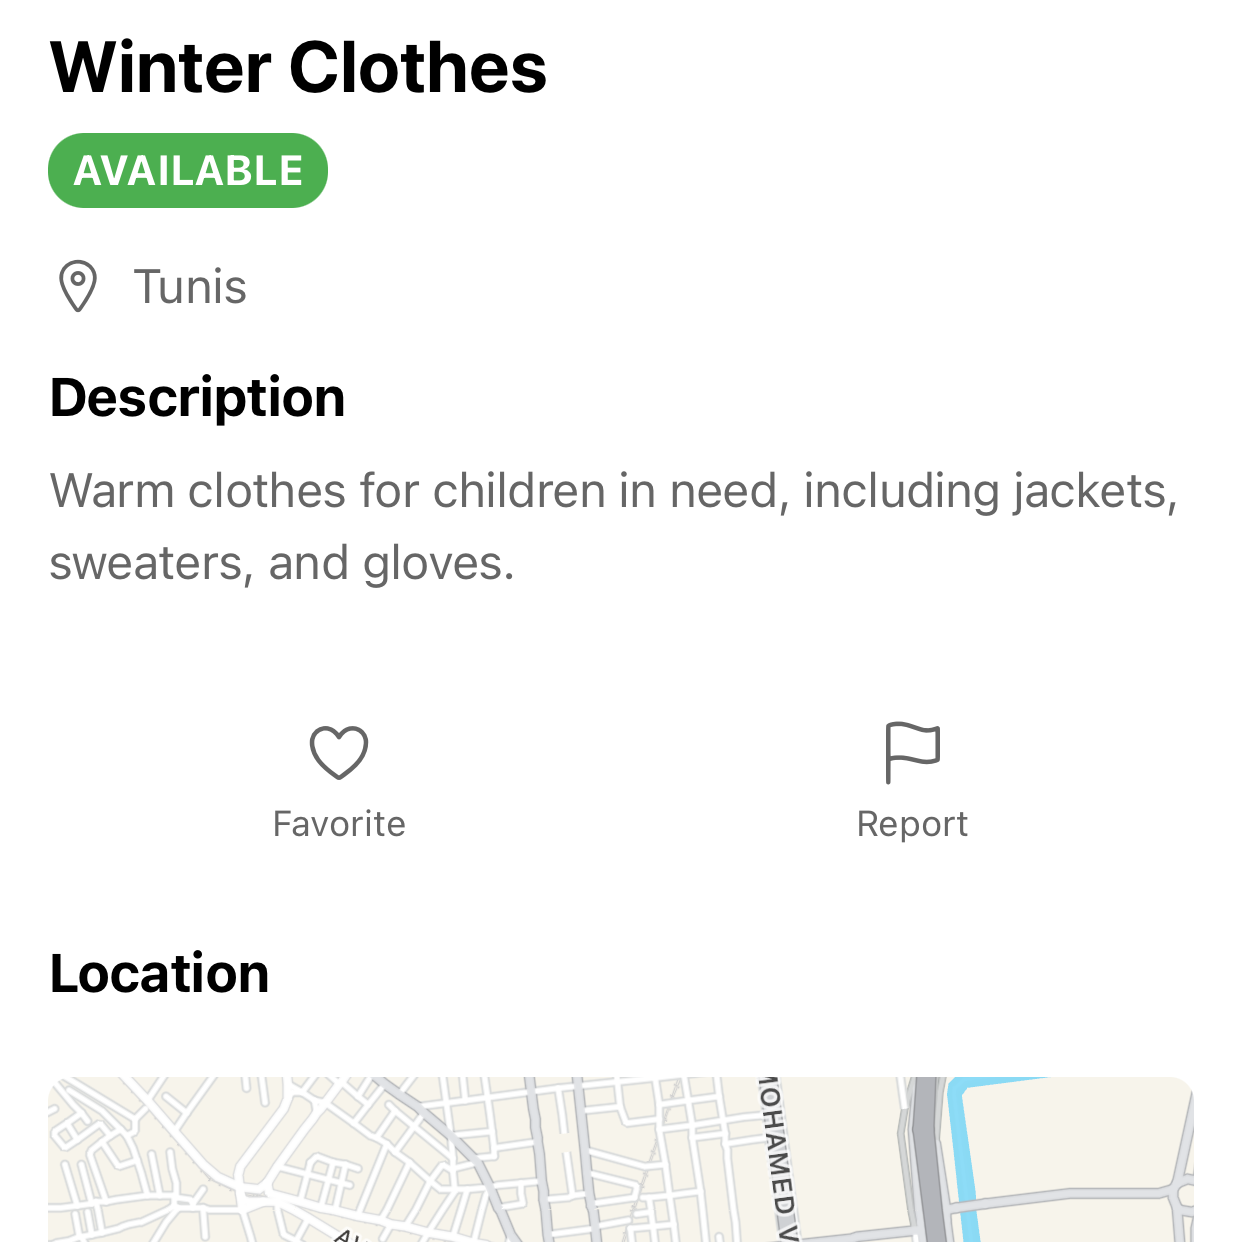 Winter Clothes
AVAILABLE
Tunis
Description
Warm clothes for children in need, including jackets,
sweaters, and gloves.
Favorite
Report
Location
MOHAMED V